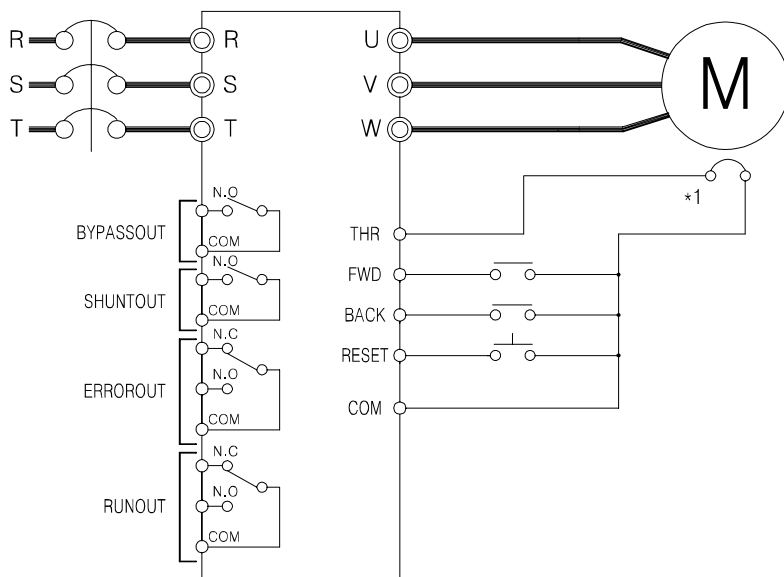 R R U
S S V M
T T W
*1
BYPASSOUT N.O COM
THR
SHUNTOUT N.O COM
FWD
BACK
ERROROUT N.C N.O COM
RESET
COM
RUNOUT N.C N.O COM